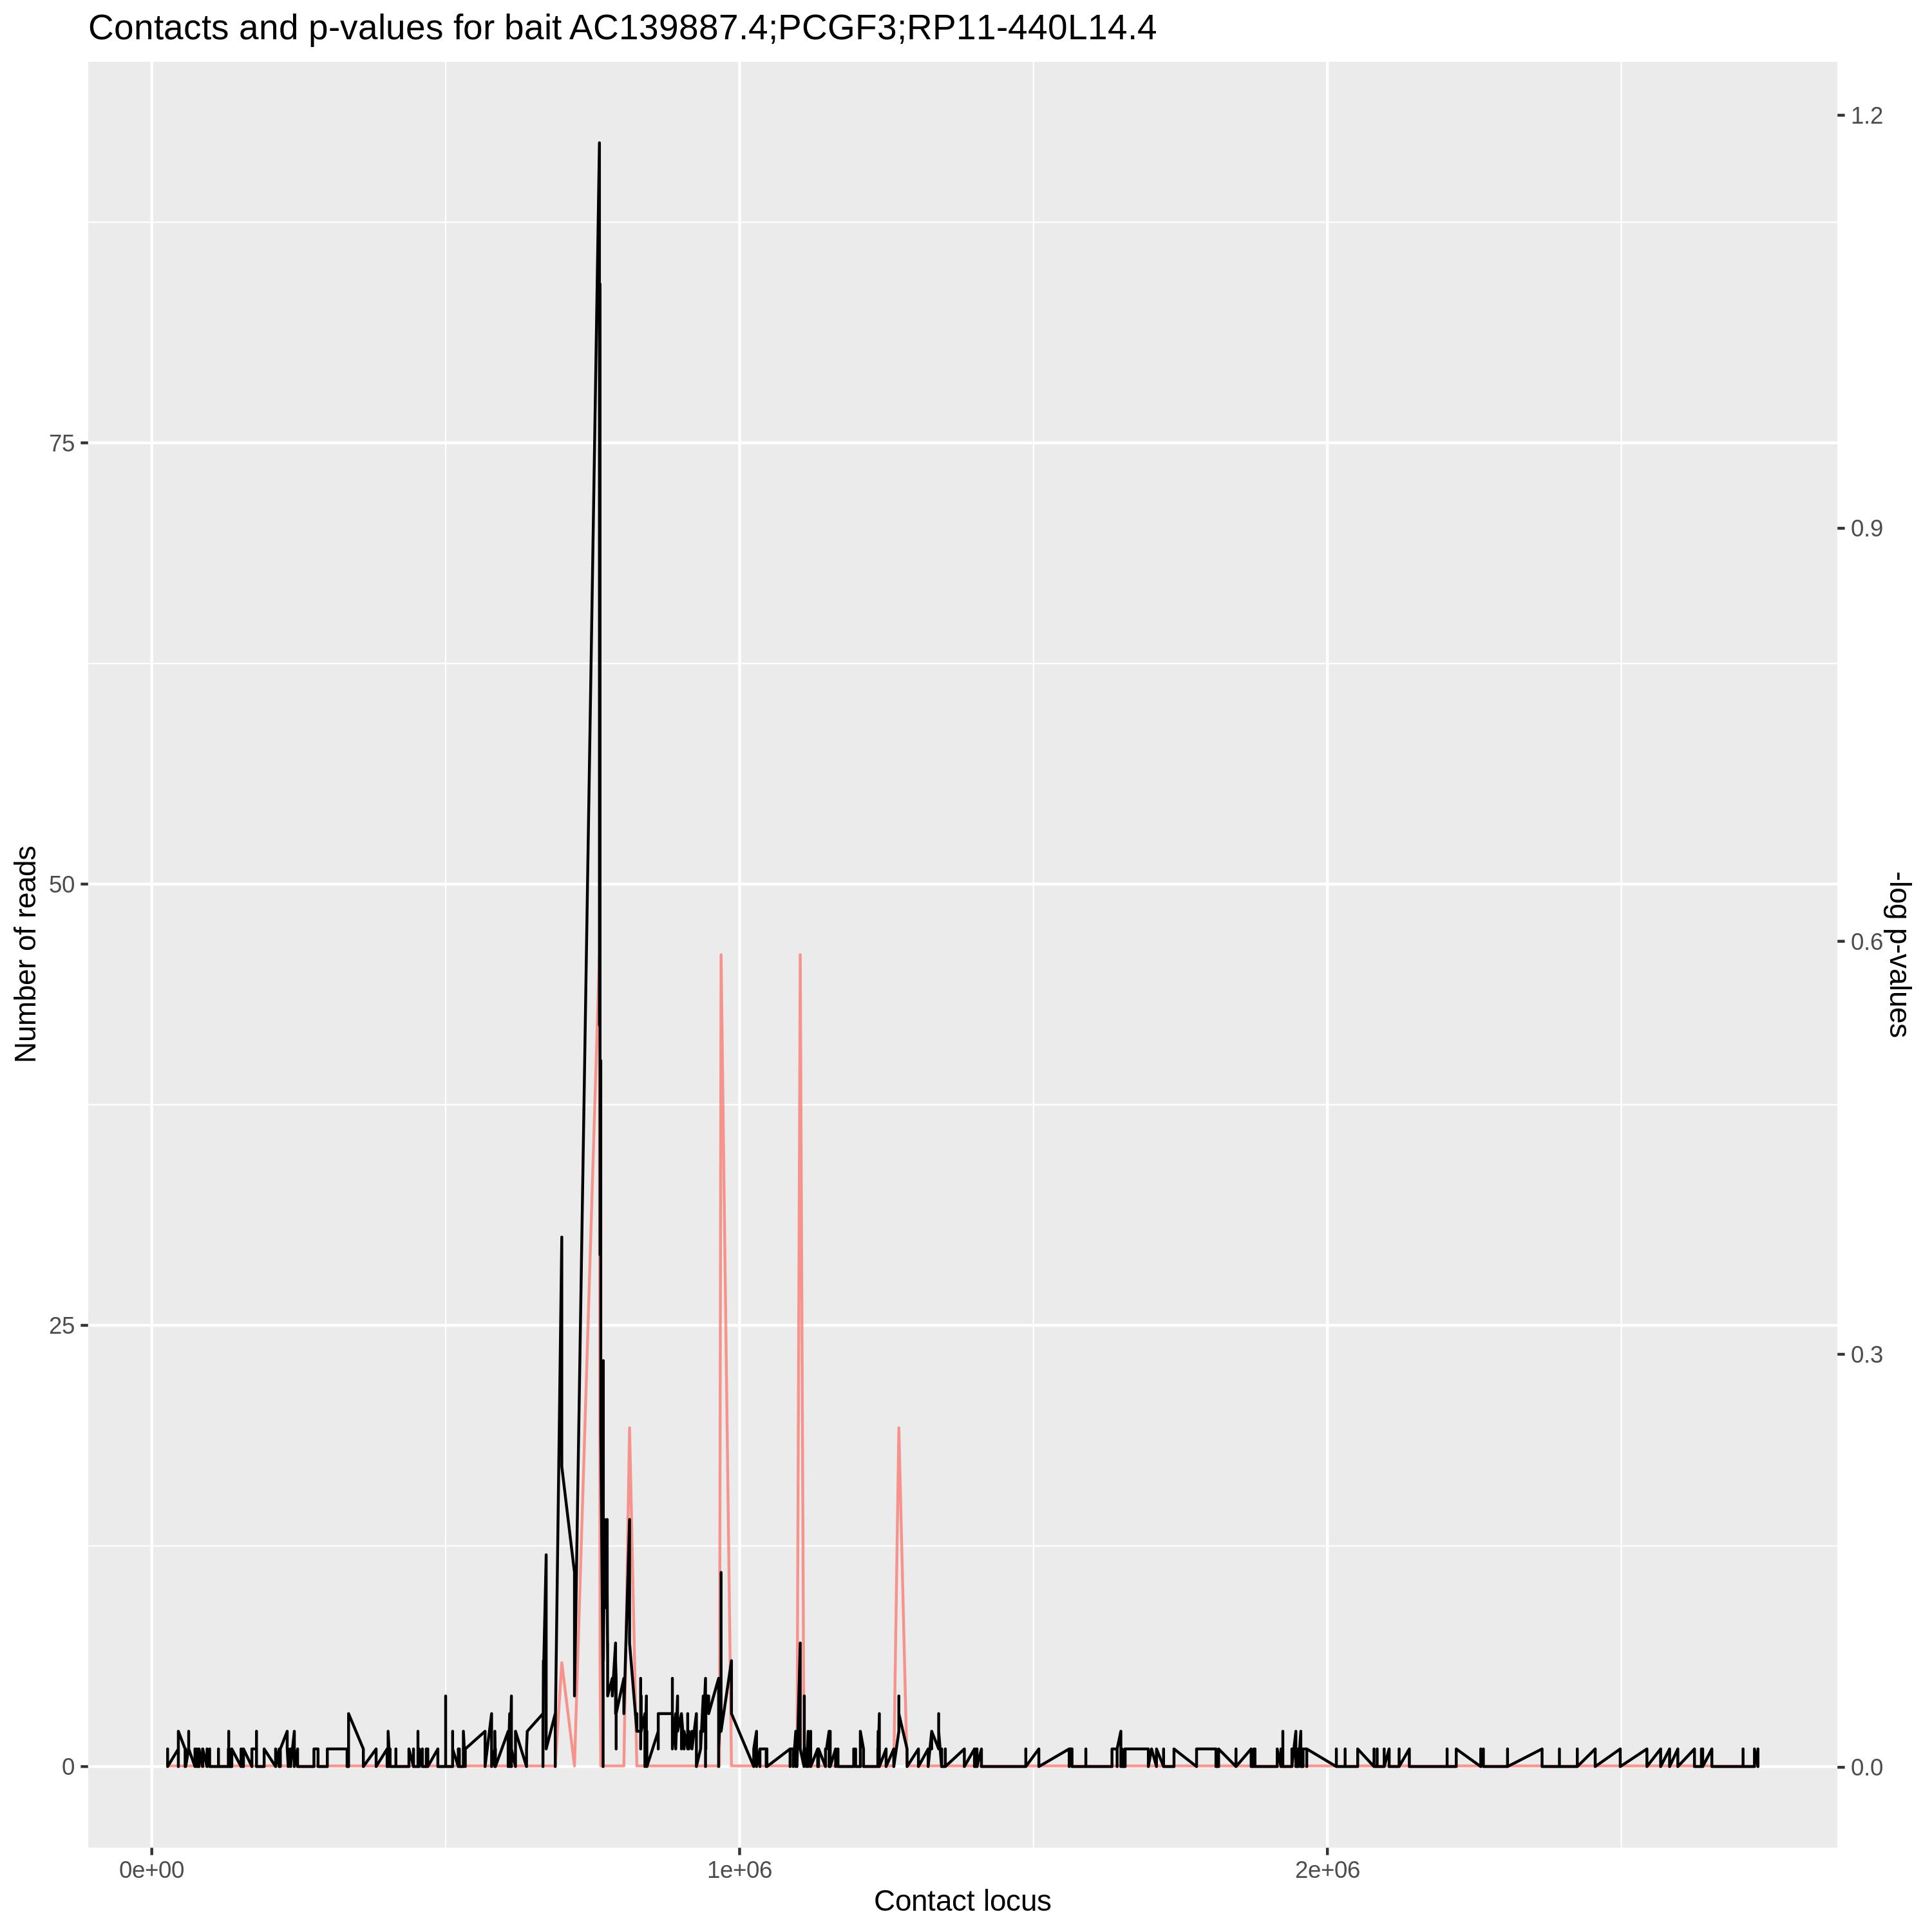 Contacts and p-values for bait AC139887.4;PCGF3;RP11-440L14.4
1.2
75
0.9
50
0.6
25
0.3
0
0.0
Number of reads
-log p-values
0e+00
1e+06
2e+06
Contact locus